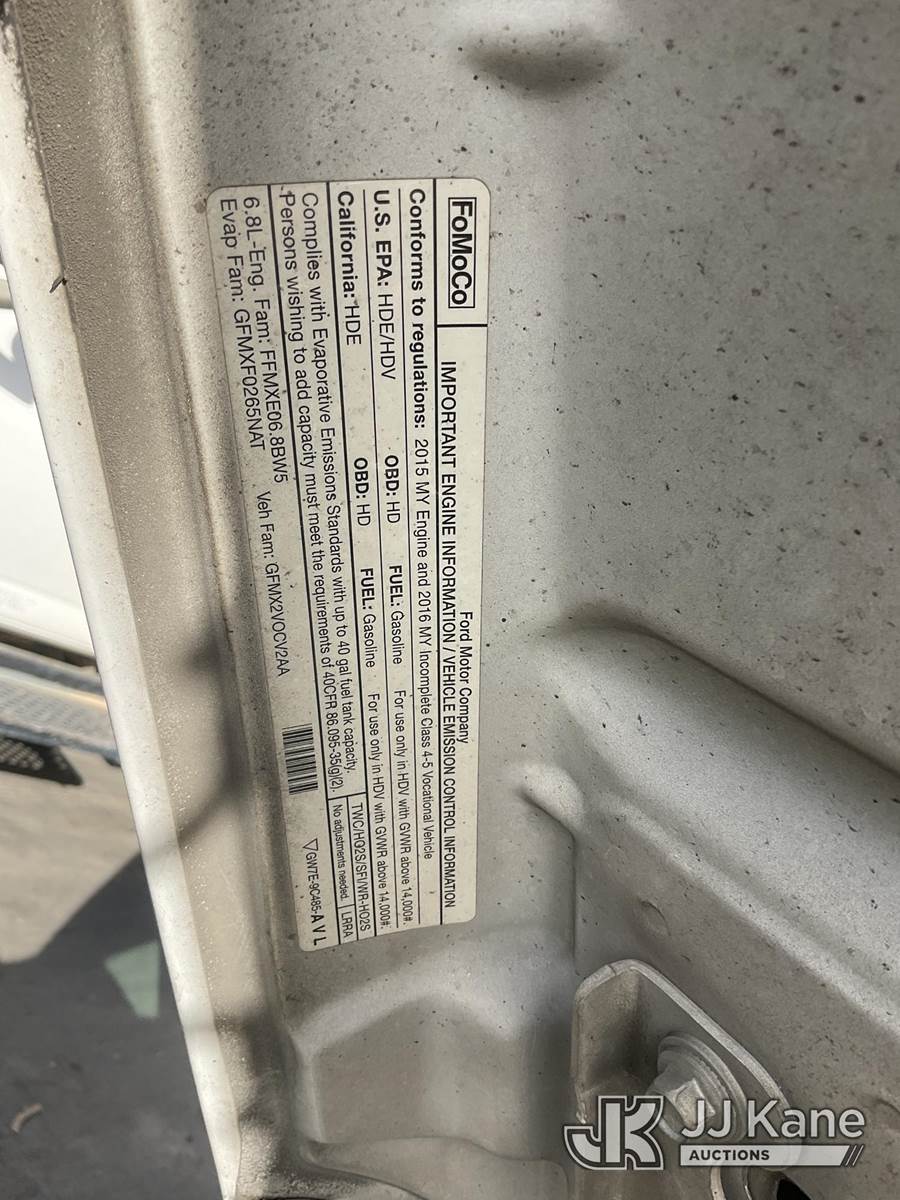 FoMoCo
Ford Motor Company
IMPORTANT ENGINE INFORMATION / VEHICLE EMISSION CONTROL INFORMATION
Conforms to regulations: 2015 MY Engine and 2016 MY Incomplete Class 4-5 Vocational Vehicle
U.S. EPA: HDE/HDV OBD: HD FUEL: Gasoline For use only in HDV with GVWR above 14,000#.
California: HDE OBD: HD FUEL: Gasoline For use only in HDV with GVWR above 14,000#.
Complies with Evaporative Emissions Standards with up to 40 gal fuel tank capacity. TWC/HO2S/SFI/WR-HO2S
Persons wishing to add capacity must meet the requirements of 40CFR 86.095-35(g)(2). No adjustments needed. LRRA
6.8L -Eng. Fam: FFMXE06.8BW5 Veh Fam: GFMX2VOCV2AA
Evap Fam: GFMXF0265NAT
GW7E-9C485-A V L
JK JJ Kane
AUCTIONS